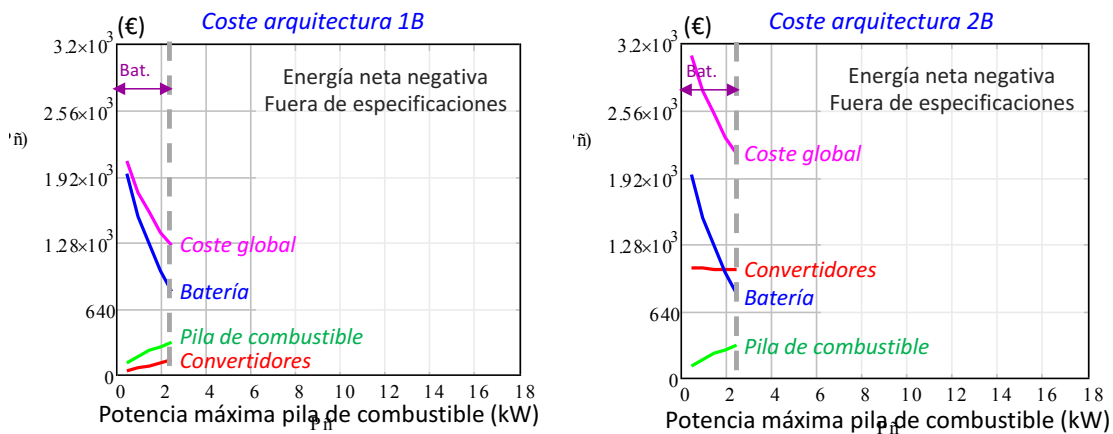 Coste arquitectura 1B
(€)
3.2×10³
2.56×10³
1.92×10³
1.28×10³
640
0
Bat.
Energía neta negativa
Fuera de especificaciones
Coste global
Batería
Pila de combustible
Convertidores
0 2 4 6 8 10 12 14 16 18
Potencia máxima pila de combustible (kW)
Pñ
Pñ)
Coste arquitectura 2B
(€)
3.2×10³
2.56×10³
1.92×10³
1.28×10³
640
0
Bat.
Energía neta negativa
Fuera de especificaciones
Coste global
Convertidores
Batería
Pila de combustible
0 2 4 6 8 10 12 14 16 18
Potencia máxima pila de combustible (kW)
Pñ
Pñ)